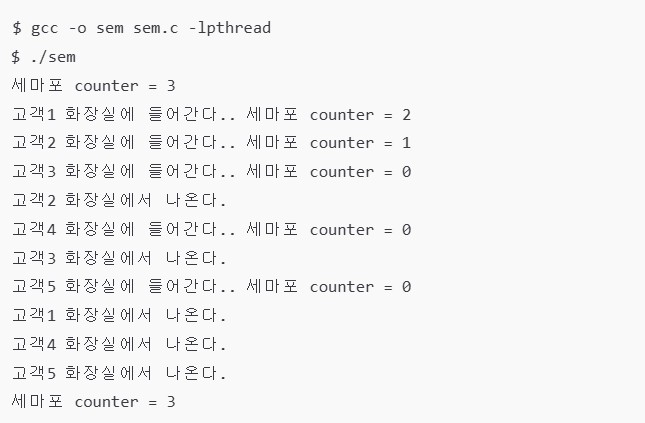 $ gcc -o sem sem.c -lpthread
$ ./sem
세마포 counter = 3
고객1 화장실에 들어간다.. 세마포 counter = 2
고객2 화장실에 들어간다.. 세마포 counter = 1
고객3 화장실에 들어간다.. 세마포 counter = 0
고객2 화장실에서 나온다.
고객4 화장실에 들어간다.. 세마포 counter = 0
고객3 화장실에서 나온다.
고객5 화장실에 들어간다.. 세마포 counter = 0
고객1 화장실에서 나온다.
고객4 화장실에서 나온다.
고객5 화장실에서 나온다.
세마포 counter = 3